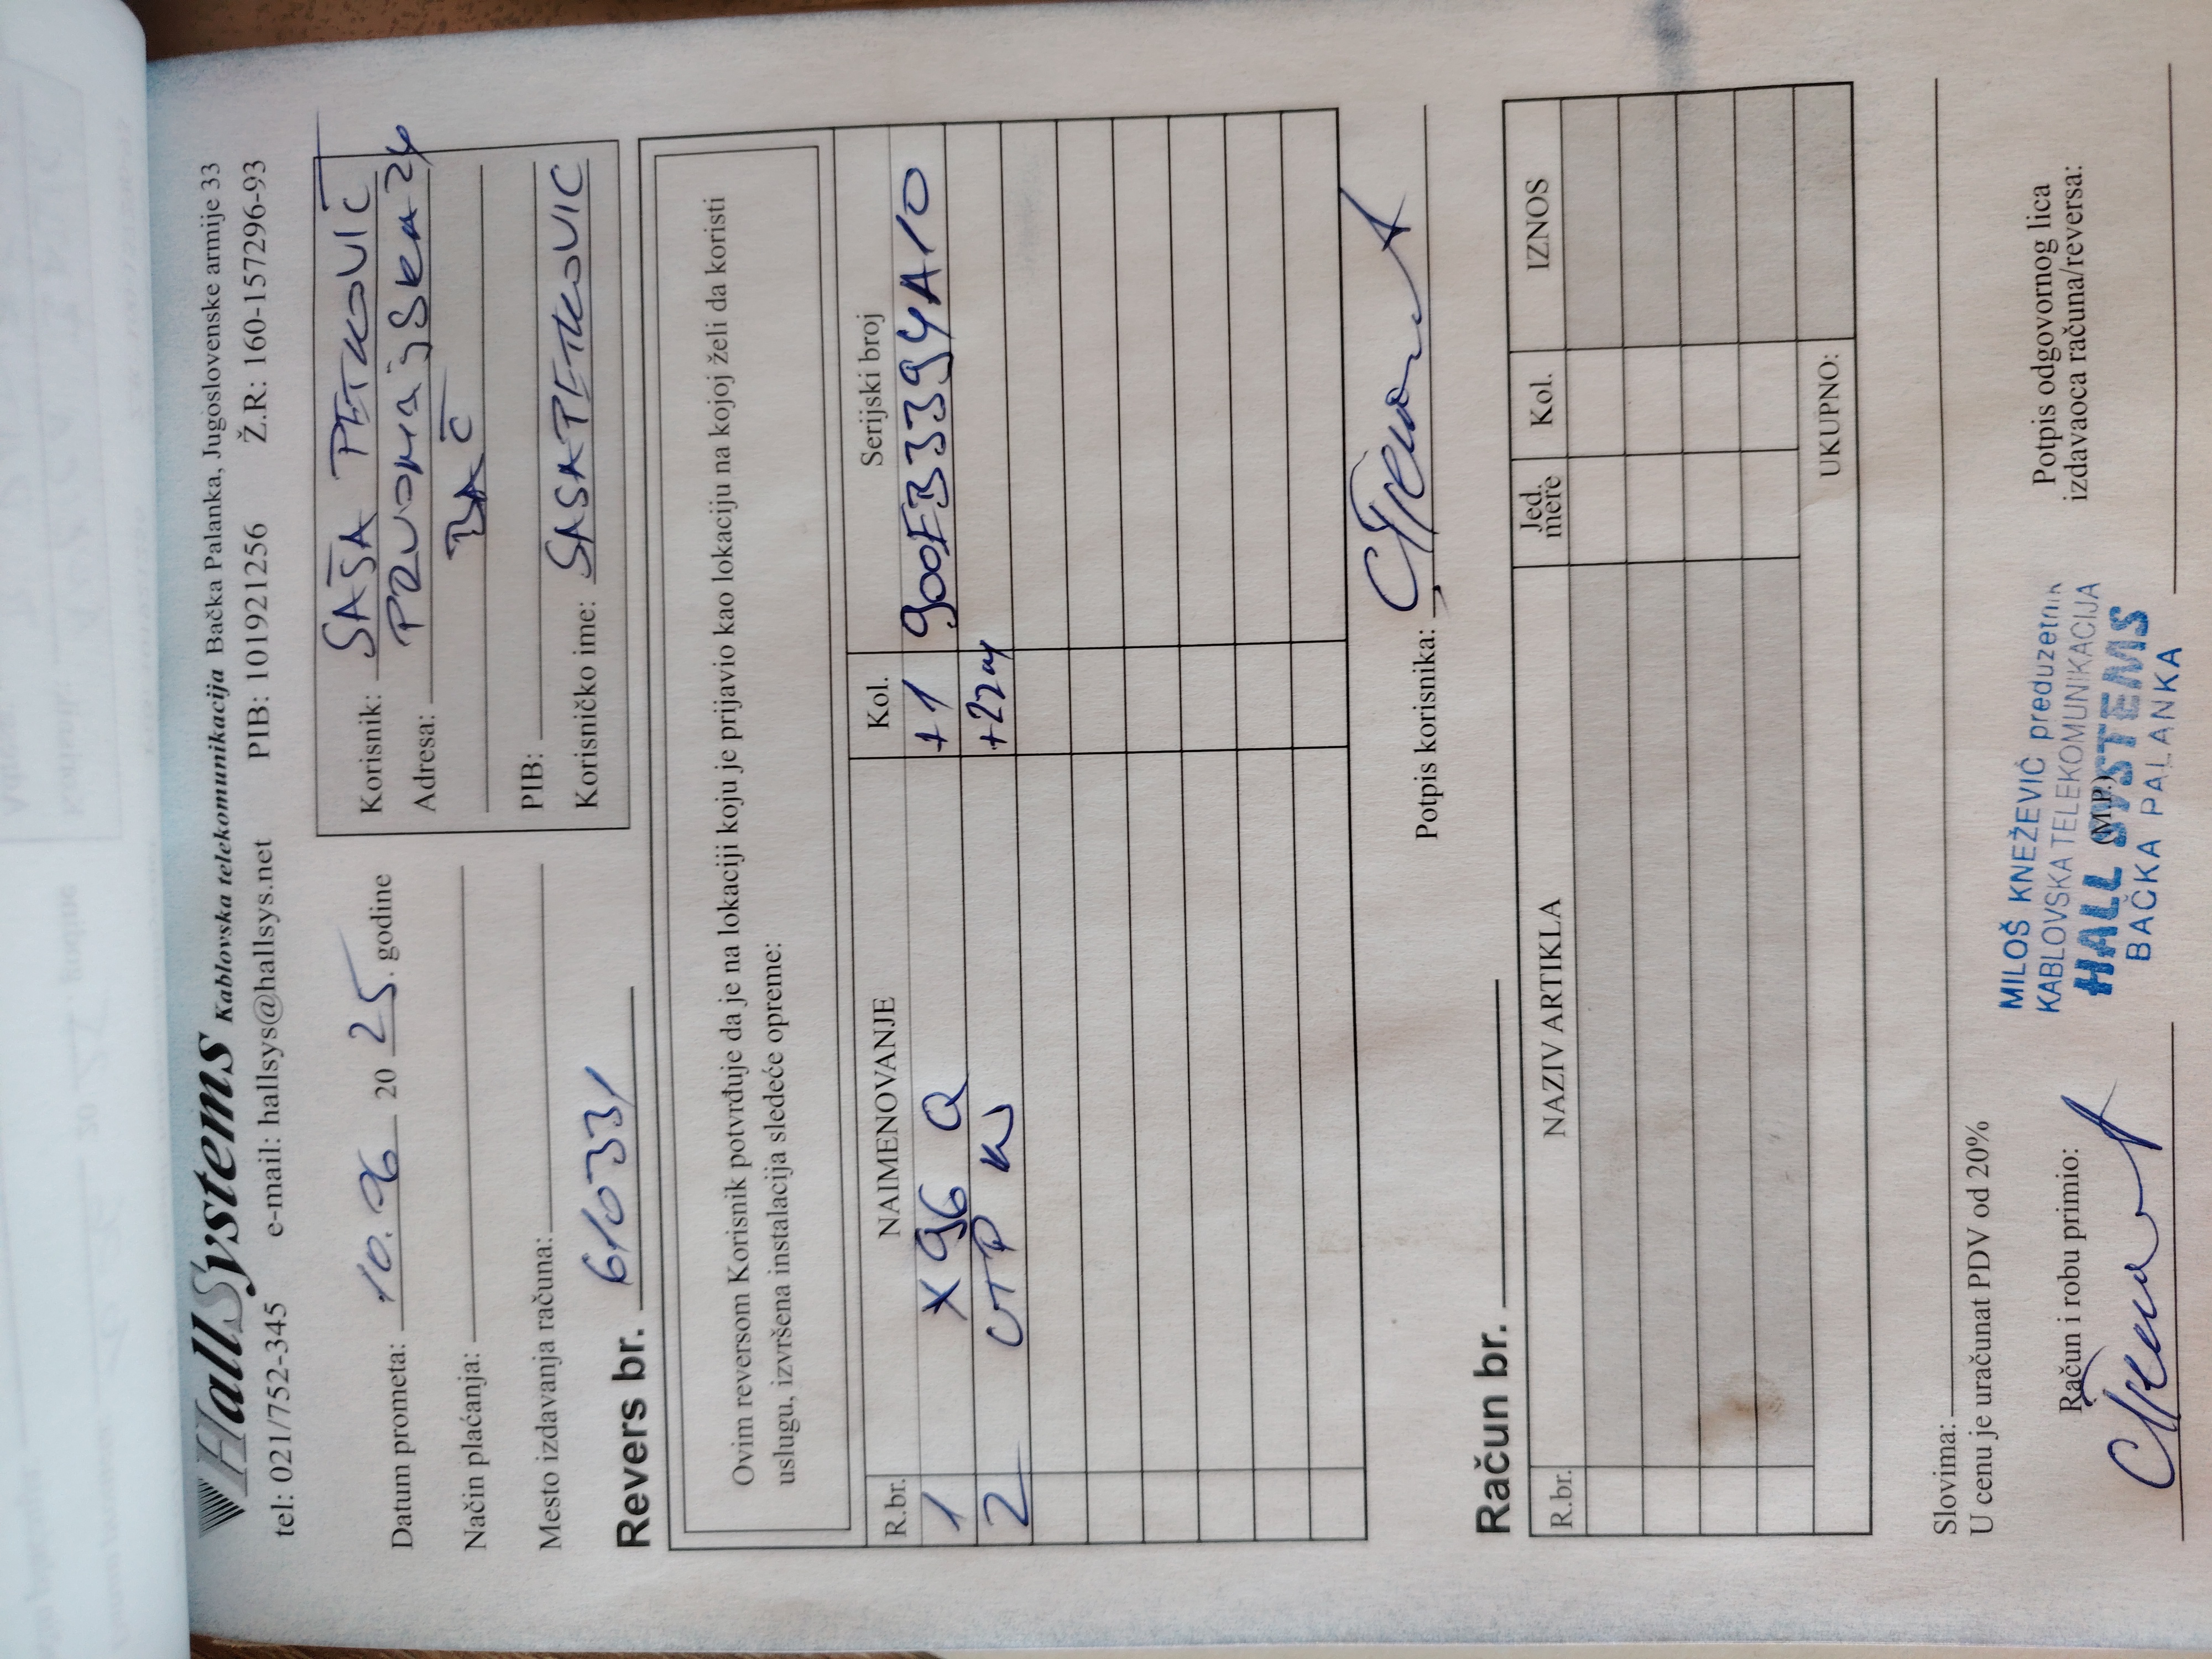 HallSystems Kablovska telekomunikacija Bačka Palanka, Jugoslovenske armije 33
tel: 021/752-345 e-mail: hallsys@hallsys.net PIB: 101921256 Ž.R.: 160-157296-93
Datum prometa: 10.06 20 25. godine
Način plaćanja:
Mesto izdavanja računa:
Korisnik: SAŠA PETKOVIĆ
Adresa: 24
BAČ
PIB:
Korisničko ime: SASAPETKOVIC
Revers br. 61033/
Ovim reversom Korisnik potvrđuje da je na lokaciji koju je prijavio kao lokaciju na kojoj želi da koristi
uslugu, izvršena instalacija sledeće opreme:
R.br. NAIMENOVANJE Kol. Serijski broj
1 X96 Q +1 900EB3394A10
2 UTP K +22m
Potpis korisnika:
Račun br.
R.br. NAZIV ARTIKLA Jed. mere Kol. IZNOS
UKUPNO:
Slovima:
U cenu je uračunat PDV od 20%
Račun i robu primio:
MILOŠ KNEŽEVIĆ preduzetnik
KABLOVSKA TELEKOMUNIKACIJA
HALL SYSTEMS
(M.P.)
BAČKA PALANKA
Potpis odgovornog lica
izdavaoca računa/reversa: